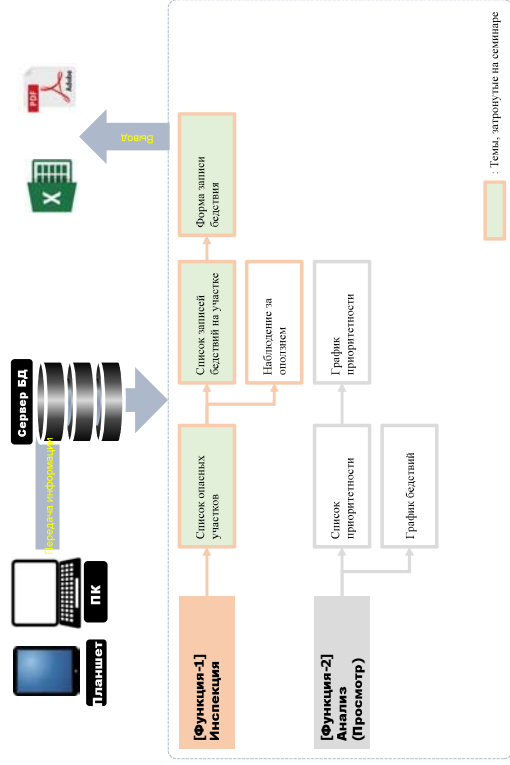 Планшет
ПК
Передача информации
Сервер БД
Вывод
PDF
Adobe
X
[Функция-1]
Инспекция
Список опасных
участков
Список записей
бедствий на участке
Форма записи
бедствия
Наблюдение за
оползнем
[Функция-2]
Анализ
(Просмотр)
Список
приоритетности
График
приоритетности
График бедствий
: Темы, затронутые на семинаре